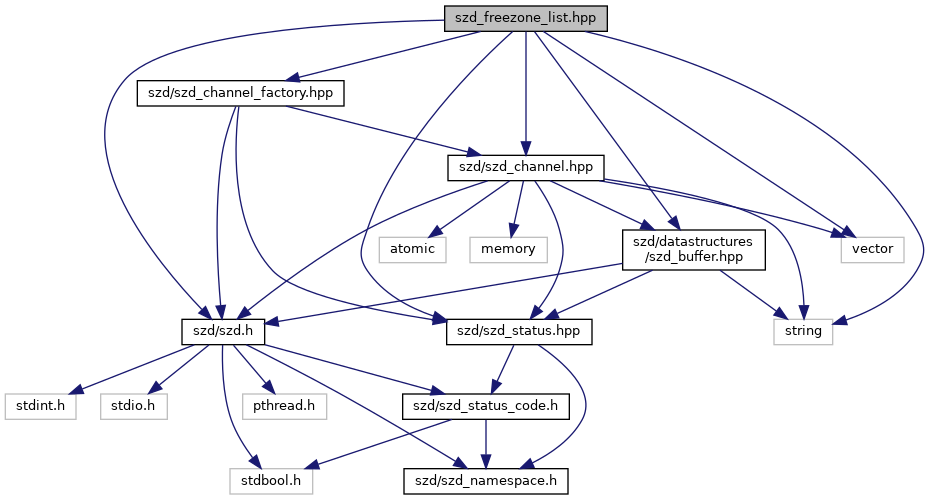 szd_freezone_list.hpp
szd/szd_channel_factory.hpp
szd/szd_channel.hpp
atomic
memory
szd/datastructures
/szd_buffer.hpp
vector
szd/szd.h
szd/szd_status.hpp
string
stdint.h
stdio.h
pthread.h
szd/szd_status_code.h
stdbool.h
szd/szd_namespace.h